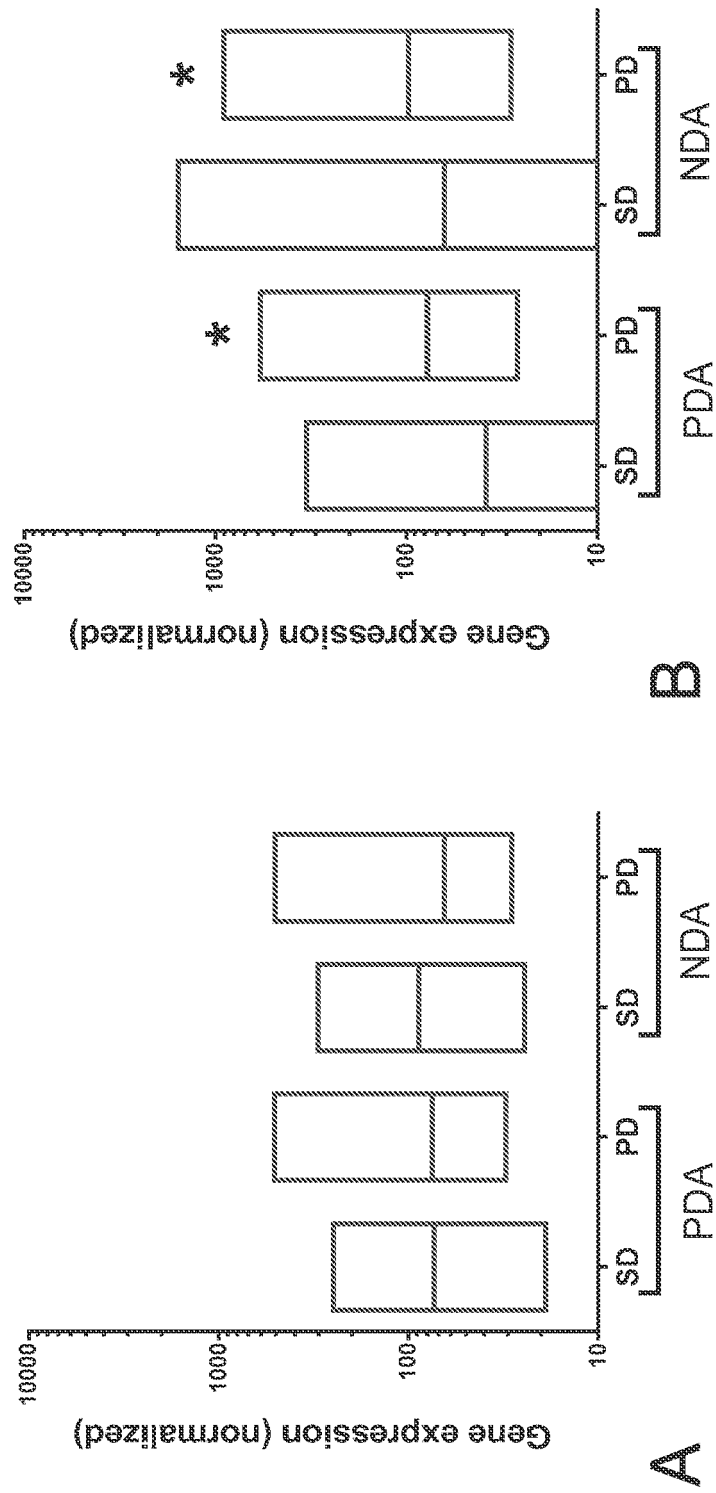 A
Gene expression (normalized)
10000
1000
100
10
SD PD SD PD
PDA NDA
B
Gene expression (normalized)
10000
1000
100
10
* *
SD PD SD PD
PDA NDA